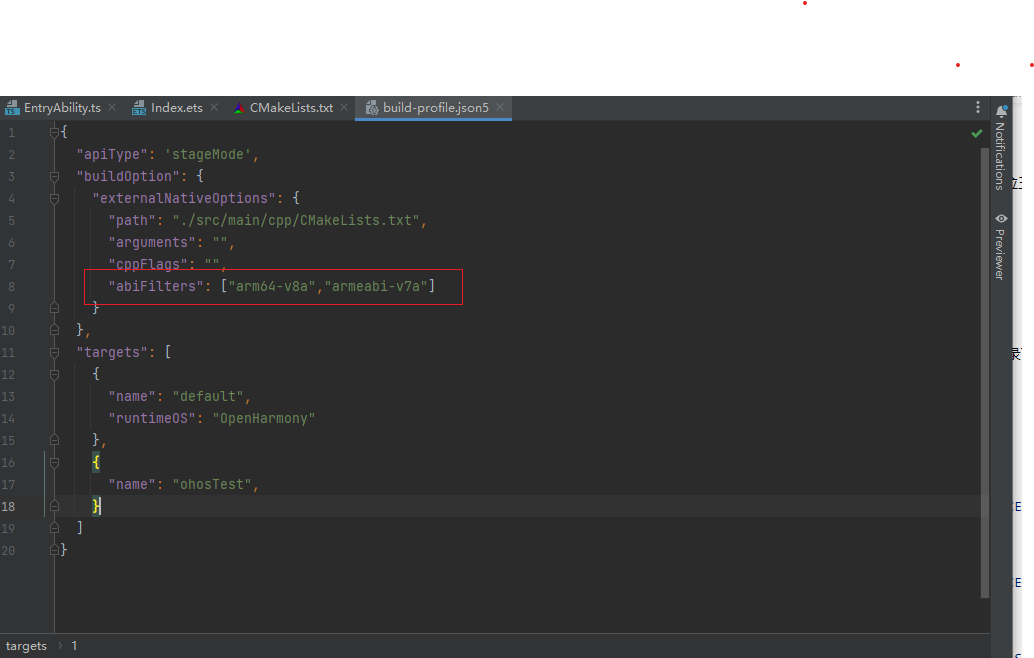 EntryAbility.ts
Index.ets
CMakeLists.txt
build-profile.json5
1 {
2 "apiType": 'stageMode',
3 "buildOption": {
4 "externalNativeOptions": {
5 "path": "./src/main/cpp/CMakeLists.txt",
6 "arguments": "",
7 "cppFlags": "",
8 "abiFilters": ["arm64-v8a","armeabi-v7a"]
9 }
10 },
11 "targets": [
12 {
13 "name": "default",
14 "runtimeOS": "OpenHarmony"
15 },
16 {
17 "name": "ohosTest",
18 }
19 ]
20 }
Notifications
Previewer
targets > 1